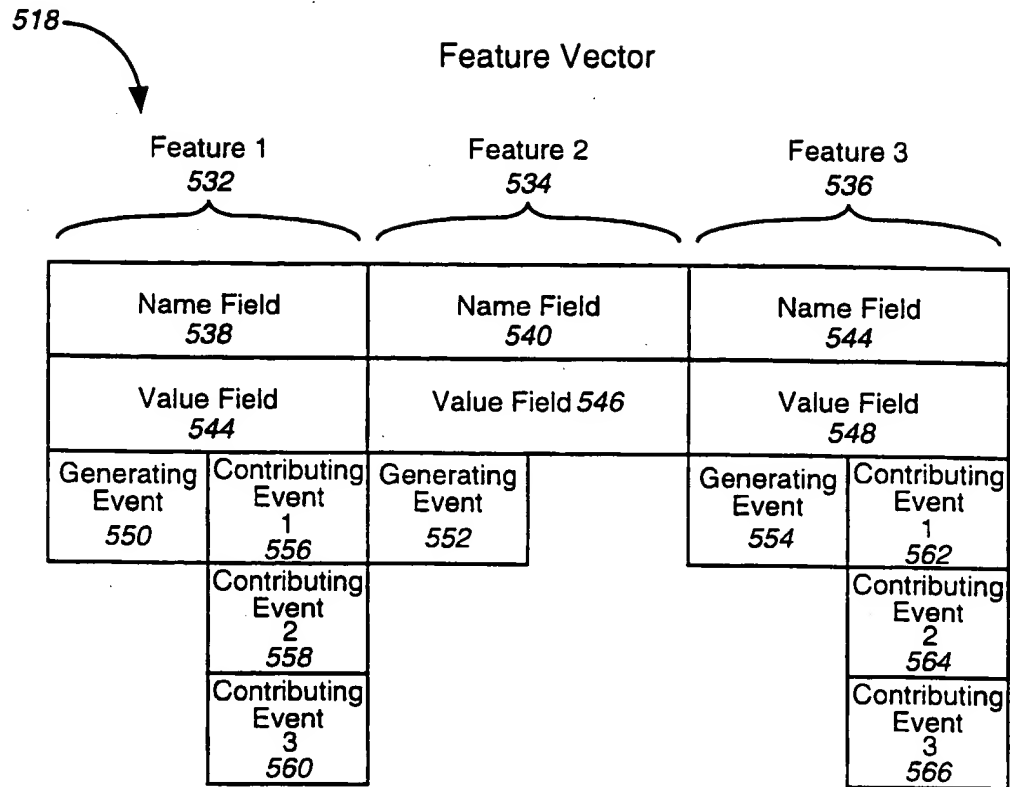 518
Feature Vector
Feature 1
532
Feature 2
534
Feature 3
536
Name Field
538
Name Field
540
Name Field
544
Value Field
544
Value Field 546
Value Field
548
Generating
Event
550
Contributing
Event
1
556
Generating
Event
552
Generating
Event
554
Contributing
Event
1
562
Contributing
Event
2
558
Contributing
Event
2
564
Contributing
Event
3
560
Contributing
Event
3
566